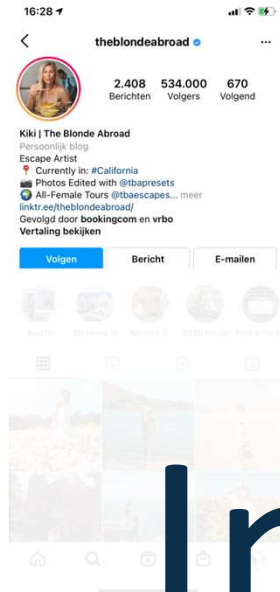 16:28
theblondeabroad
2.408 534.000 670
Berichten Volgers Volgend
Kiki | The Blonde Abroad
Persoonlijk blog
Escape Artist
Currently in: #California
Photos Edited with @tbapresets
All-Female Tours @tbaescapes... meer
linktr.ee/theblondeabroad/
Gevolgd door bookingcom en vrbo
Vertaling bekijken
Volgen Bericht E-mailen
In